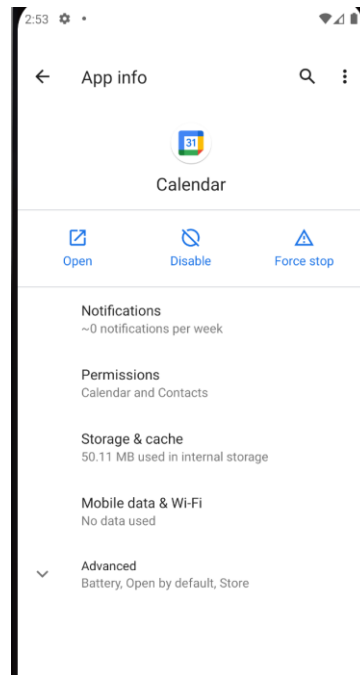 2:53
App info
31
Calendar
Open Disable Force stop
Notifications
~0 notifications per week
Permissions
Calendar and Contacts
Storage & cache
50.11 MB used in internal storage
Mobile data & Wi-Fi
No data used
Advanced
Battery, Open by default, Store